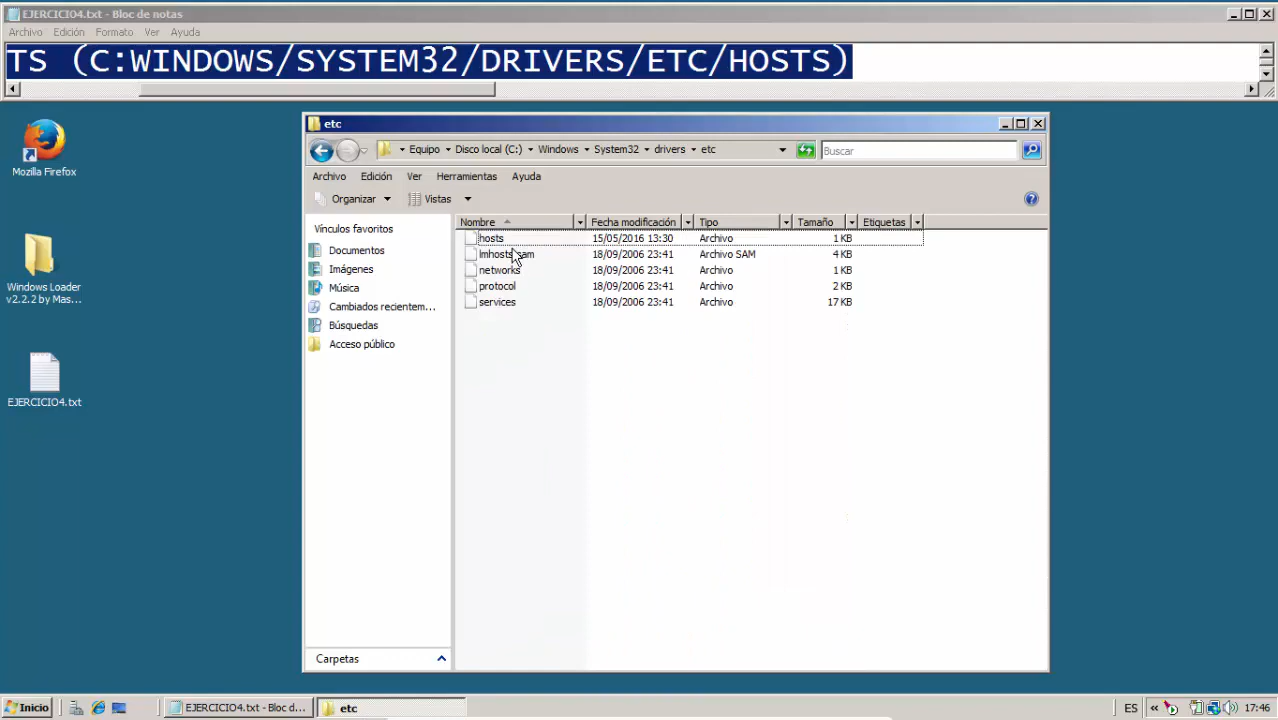 EJERCICIO4.txt - Bloc de notas
Archivo Edición Formato Ver Ayuda
TS (C:WINDOWS/SYSTEM32/DRIVERS/ETC/HOSTS)
Mozilla Firefox
Windows Loader
v2.2.2 by Mas...
EJERCICIO4.txt
etc
Equipo Disco local (C:) Windows System32 drivers etc
Buscar
Archivo Edición Ver Herramientas Ayuda
Organizar Vistas
Vínculos favoritos
Documentos
Imágenes
Música
Cambiados recientem...
Búsquedas
Acceso público
Carpetas
Nombre Fecha modificación Tipo Tamaño Etiquetas
hosts 15/05/2016 13:30 Archivo 1 KB
lmhosts.sam 18/09/2006 23:41 Archivo SAM 4 KB
networks 18/09/2006 23:41 Archivo 1 KB
protocol 18/09/2006 23:41 Archivo 2 KB
services 18/09/2006 23:41 Archivo 17 KB
Inicio EJERCICIO4.txt - Bloc d... etc ES « 17:46